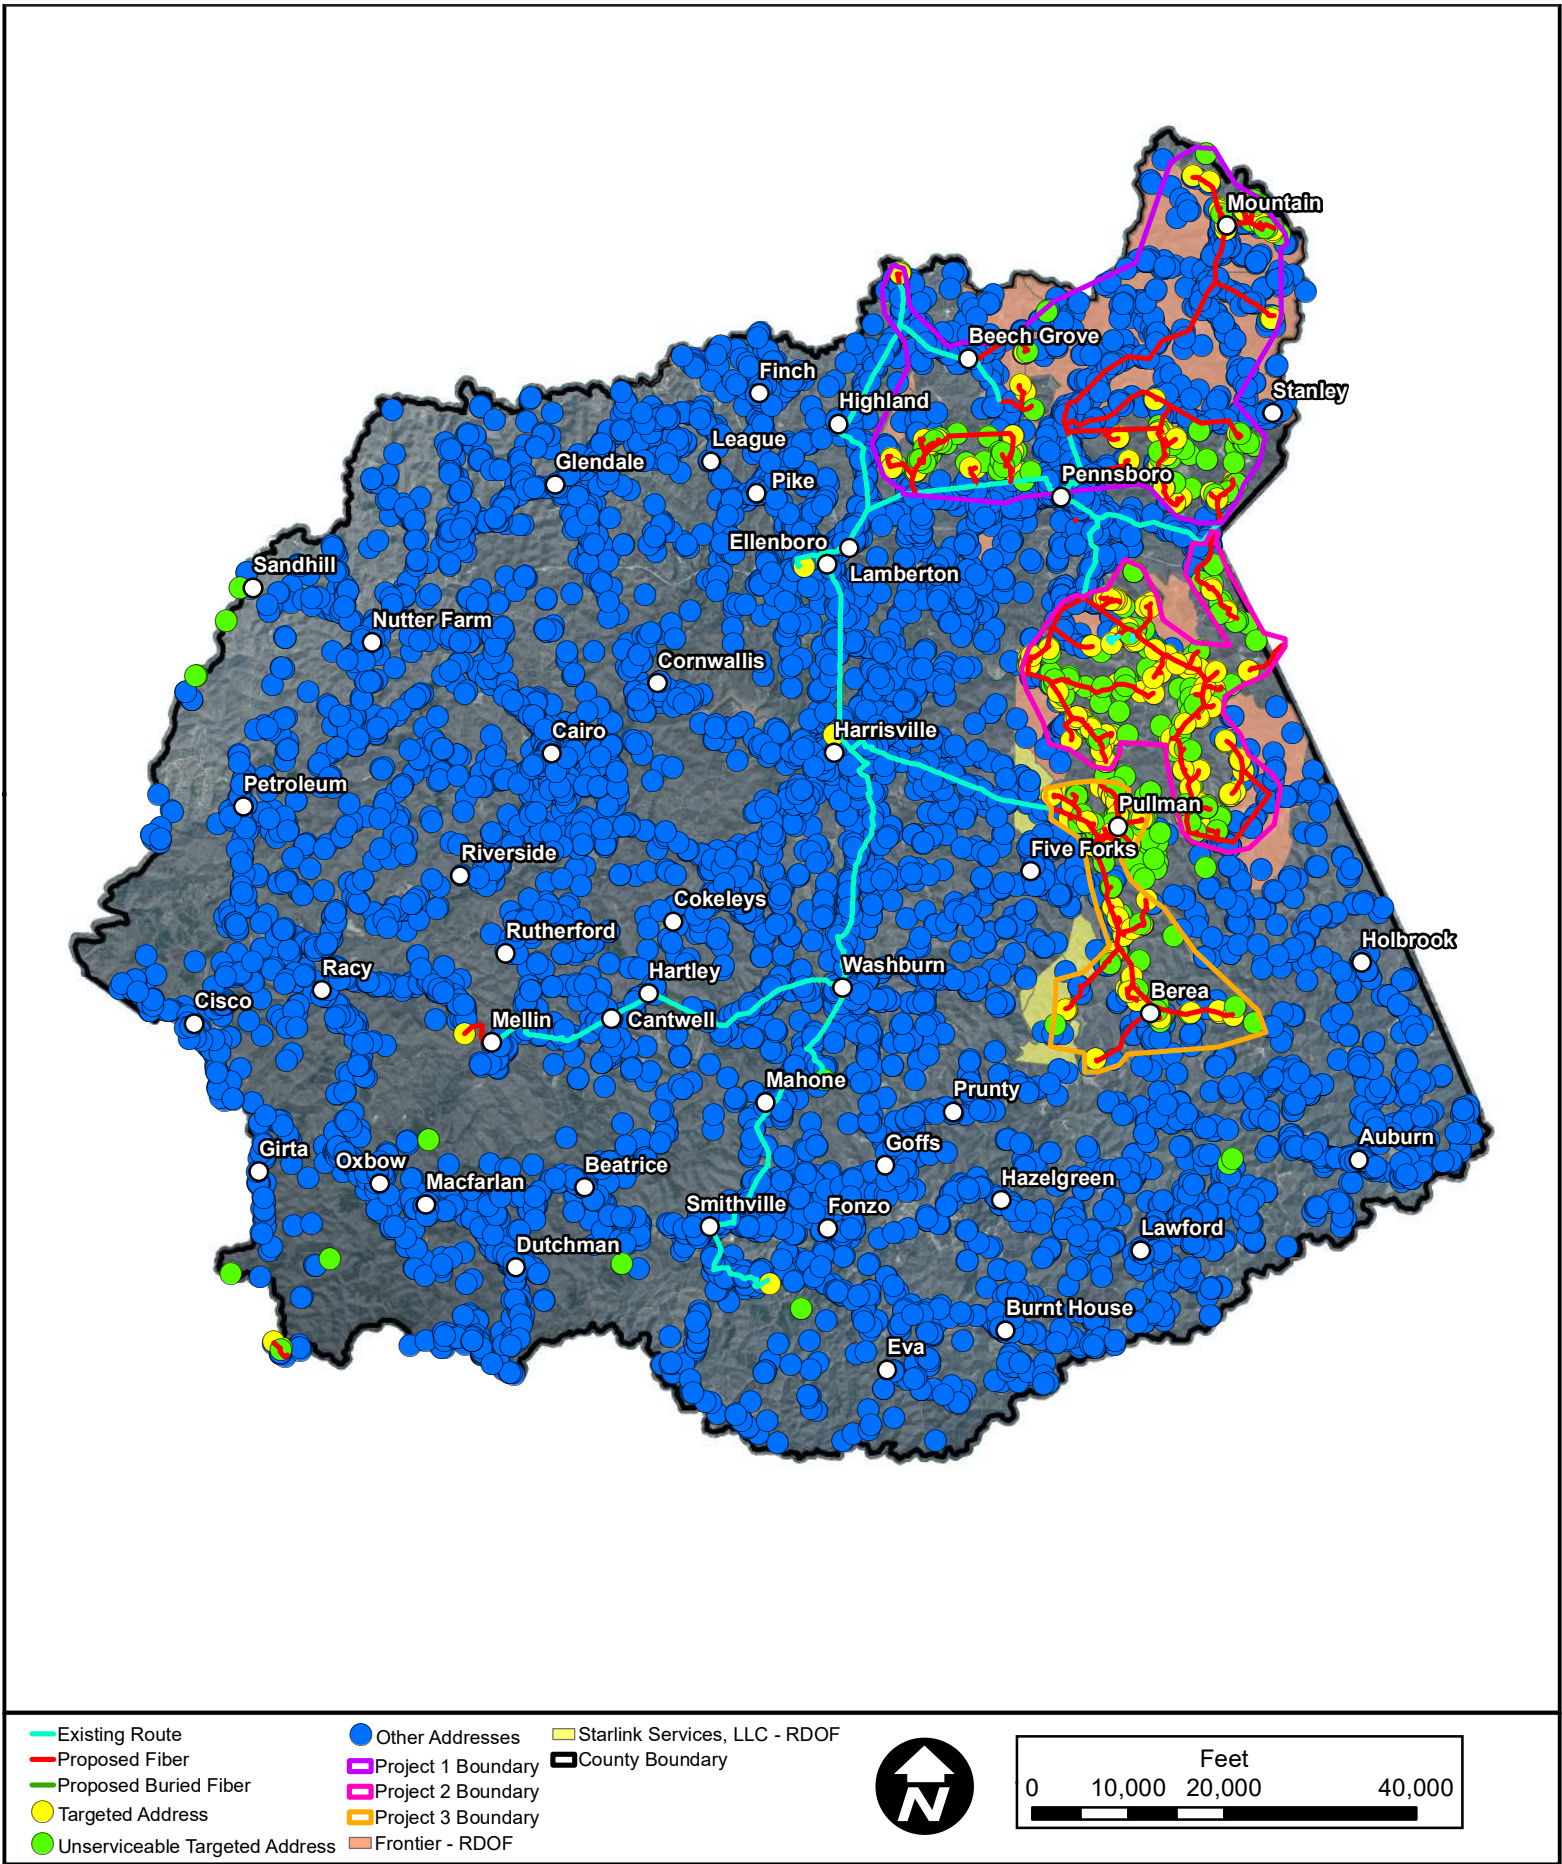 Mountain
Beech Grove
Stanley
Finch
Highland
League
Glendale
Pike
Pennsboro
Ellenboro
Lamberton
Sandhill
Nutter Farm
Cornwallis
Cairo
Harrisville
Petroleum
Pullman
Riverside
Five Forks
Cokeleys
Rutherford
Holbrook
Racy
Hartley
Washburn
Cisco
Mellin
Cantwell
Berea
Mahone
Prunty
Girta
Oxbow
Macfarlan
Beatrice
Goffs
Auburn
Hazelgreen
Smithville
Fonzo
Lawford
Dutchman
Burnt House
Eva
Existing Route
Proposed Fiber
Proposed Buried Fiber
Targeted Address
Unserviceable Targeted Address
Other Addresses
Project 1 Boundary
Project 2 Boundary
Project 3 Boundary
Frontier - RDOF
Starlink Services, LLC - RDOF
County Boundary
N
Feet
0 10,000 20,000 40,000